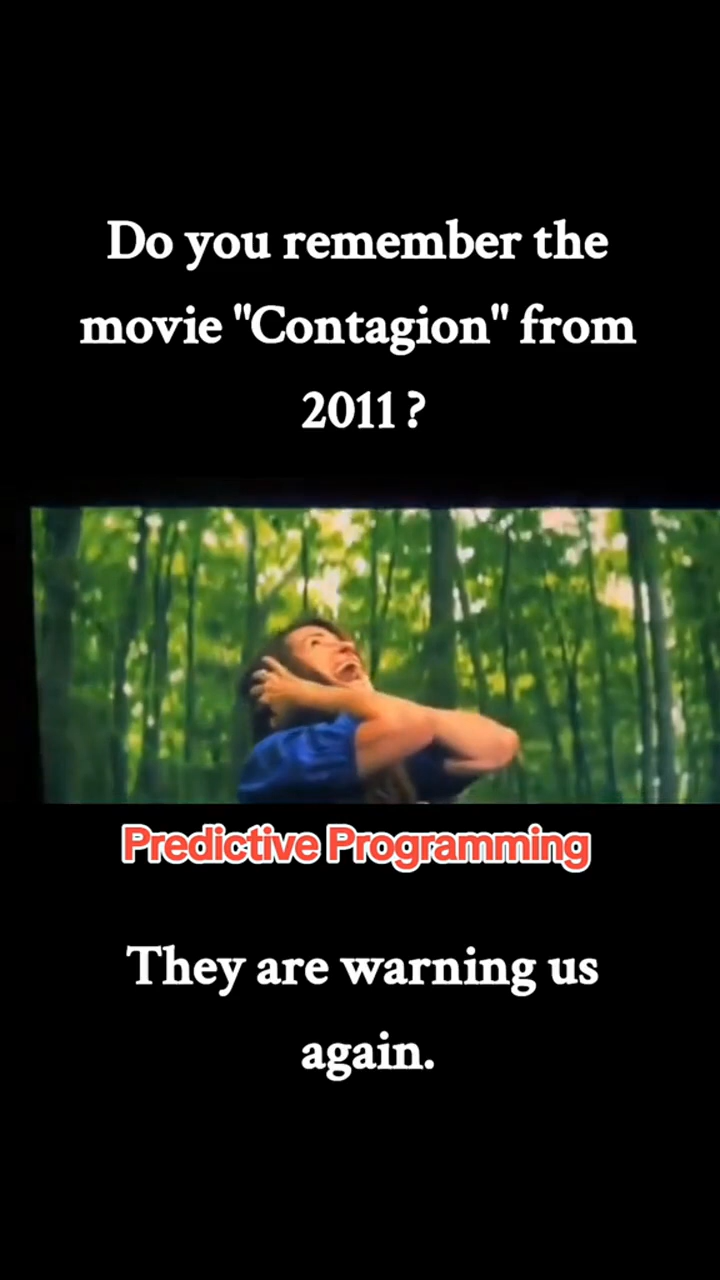 Do you remember the
movie "Contagion" from
2011 ?
Predictive Programming
They are warning us
again.